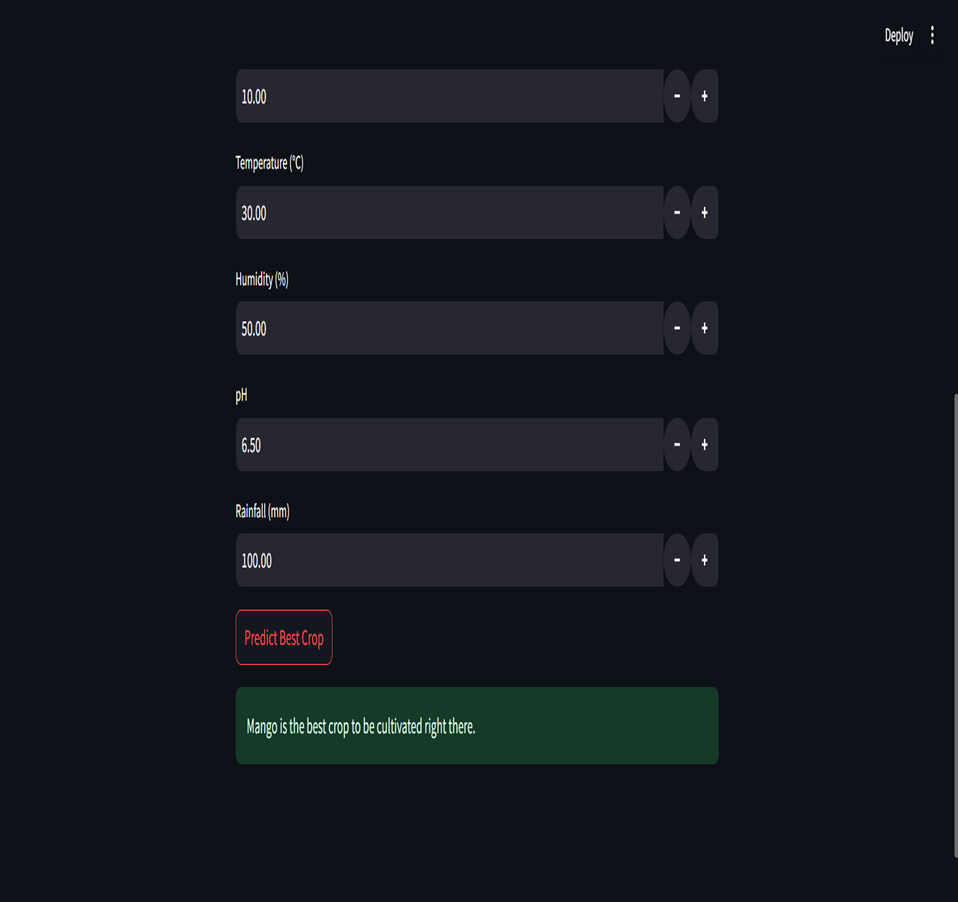 Deploy
10.00
Temperature (°C)
30.00
Humidity (%)
50.00
pH
6.50
Rainfall (mm)
100.00
Predict Best Crop
Mango is the best crop to be cultivated right there.